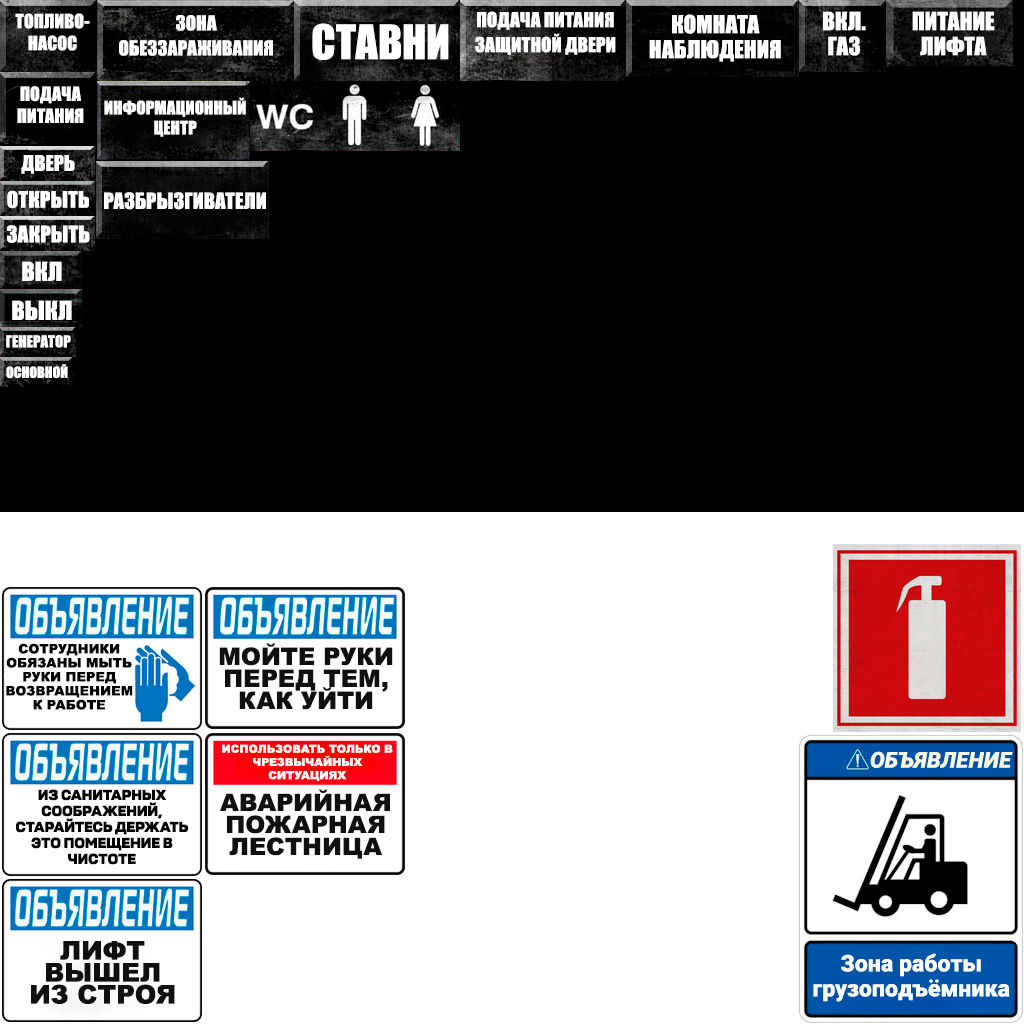 ТОПЛИВО-
НАСОС
ЗОНА
ОБЕЗЗАРАЖИВАНИЯ
СТАВНИ
ПОДАЧА ПИТАНИЯ
ЗАЩИТНОЙ ДВЕРИ
КОМНАТА
НАБЛЮДЕНИЯ
ВКЛ.
ГАЗ
ПИТАНИЕ
ЛИФТА
ПОДАЧА
ПИТАНИЯ
ИНФОРМАЦИОННЫЙ
ЦЕНТР
WC
ДВЕРЬ
ОТКРЫТЬ
РАЗБРЫЗГИВАТЕЛИ
ЗАКРЫТЬ
ВКЛ
ВЫКЛ
ГЕНЕРАТОР
ОСНОВНОЙ
ОБЪЯВЛЕНИЕ
СОТРУДНИКИ
ОБЯЗАНЫ МЫТЬ
РУКИ ПЕРЕД
ВОЗВРАЩЕНИЕМ
К РАБОТЕ
ОБЪЯВЛЕНИЕ
МОЙТЕ РУКИ
ПЕРЕД ТЕМ,
КАК УЙТИ
ОБЪЯВЛЕНИЕ
ИЗ САНИТАРНЫХ
СООБРАЖЕНИЙ,
СТАРАЙТЕСЬ ДЕРЖАТЬ
ЭТО ПОМЕЩЕНИЕ В
ЧИСТОТЕ
ИСПОЛЬЗОВАТЬ ТОЛЬКО В
ЧРЕЗВЫЧАЙНЫХ
СИТУАЦИЯХ
АВАРИЙНАЯ
ПОЖАРНАЯ
ЛЕСТНИЦА
ОБЪЯВЛЕНИЕ
ЛИФТ
ВЫШЕЛ
ИЗ СТРОЯ
ОБЪЯВЛЕНИЕ
Зона работы
грузоподъёмника